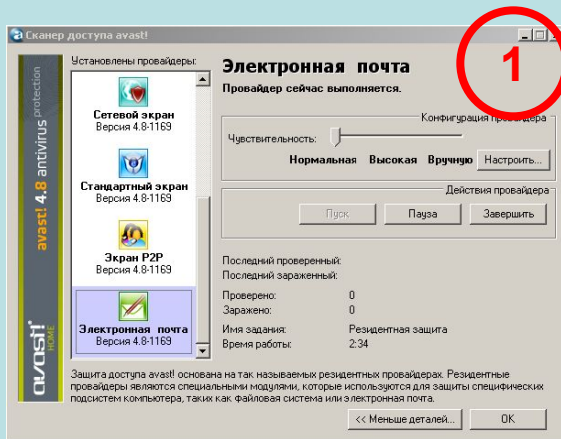 Сканер доступа avast!
1
avast! 4.8 antivirus protection
avast! HOME
Установлены провайдеры:
Сетевой экран
Версия 4.8-1169
Стандартный экран
Версия 4.8-1169
Экран P2P
Версия 4.8-1169
Электронная почта
Версия 4.8-1169
Электронная почта
Провайдер сейчас выполняется.
Конфигурация провайдера
Чувствительность:
Нормальная Высокая Вручную Настроить...
Действия провайдера
Пуск Пауза Завершить
Последний проверенный:
Последний зараженный:
Проверено: 0
Заражено: 0
Имя задания: Резидентная защита
Время работы: 2:34
Защита доступа avast! основана на так называемых резидентных провайдерах. Резидентные
провайдеры являются специальными модулями, которые используются для защиты специфических
подсистем компьютера, таких как файловая система или электронная почта.
<< Меньше деталей... OK